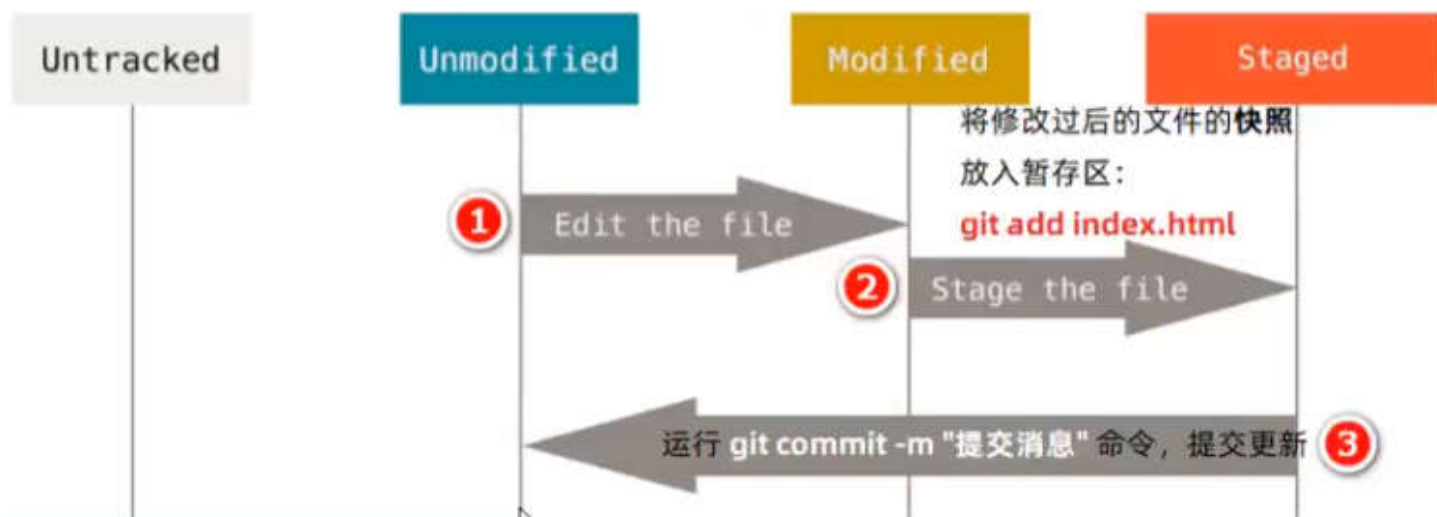 Untracked
Unmodified
Modified
Staged
将修改过后的文件的快照
放入暂存区：
git add index.html
1
Edit the file
2
Stage the file
运行 git commit -m "提交消息" 命令，提交更新
3